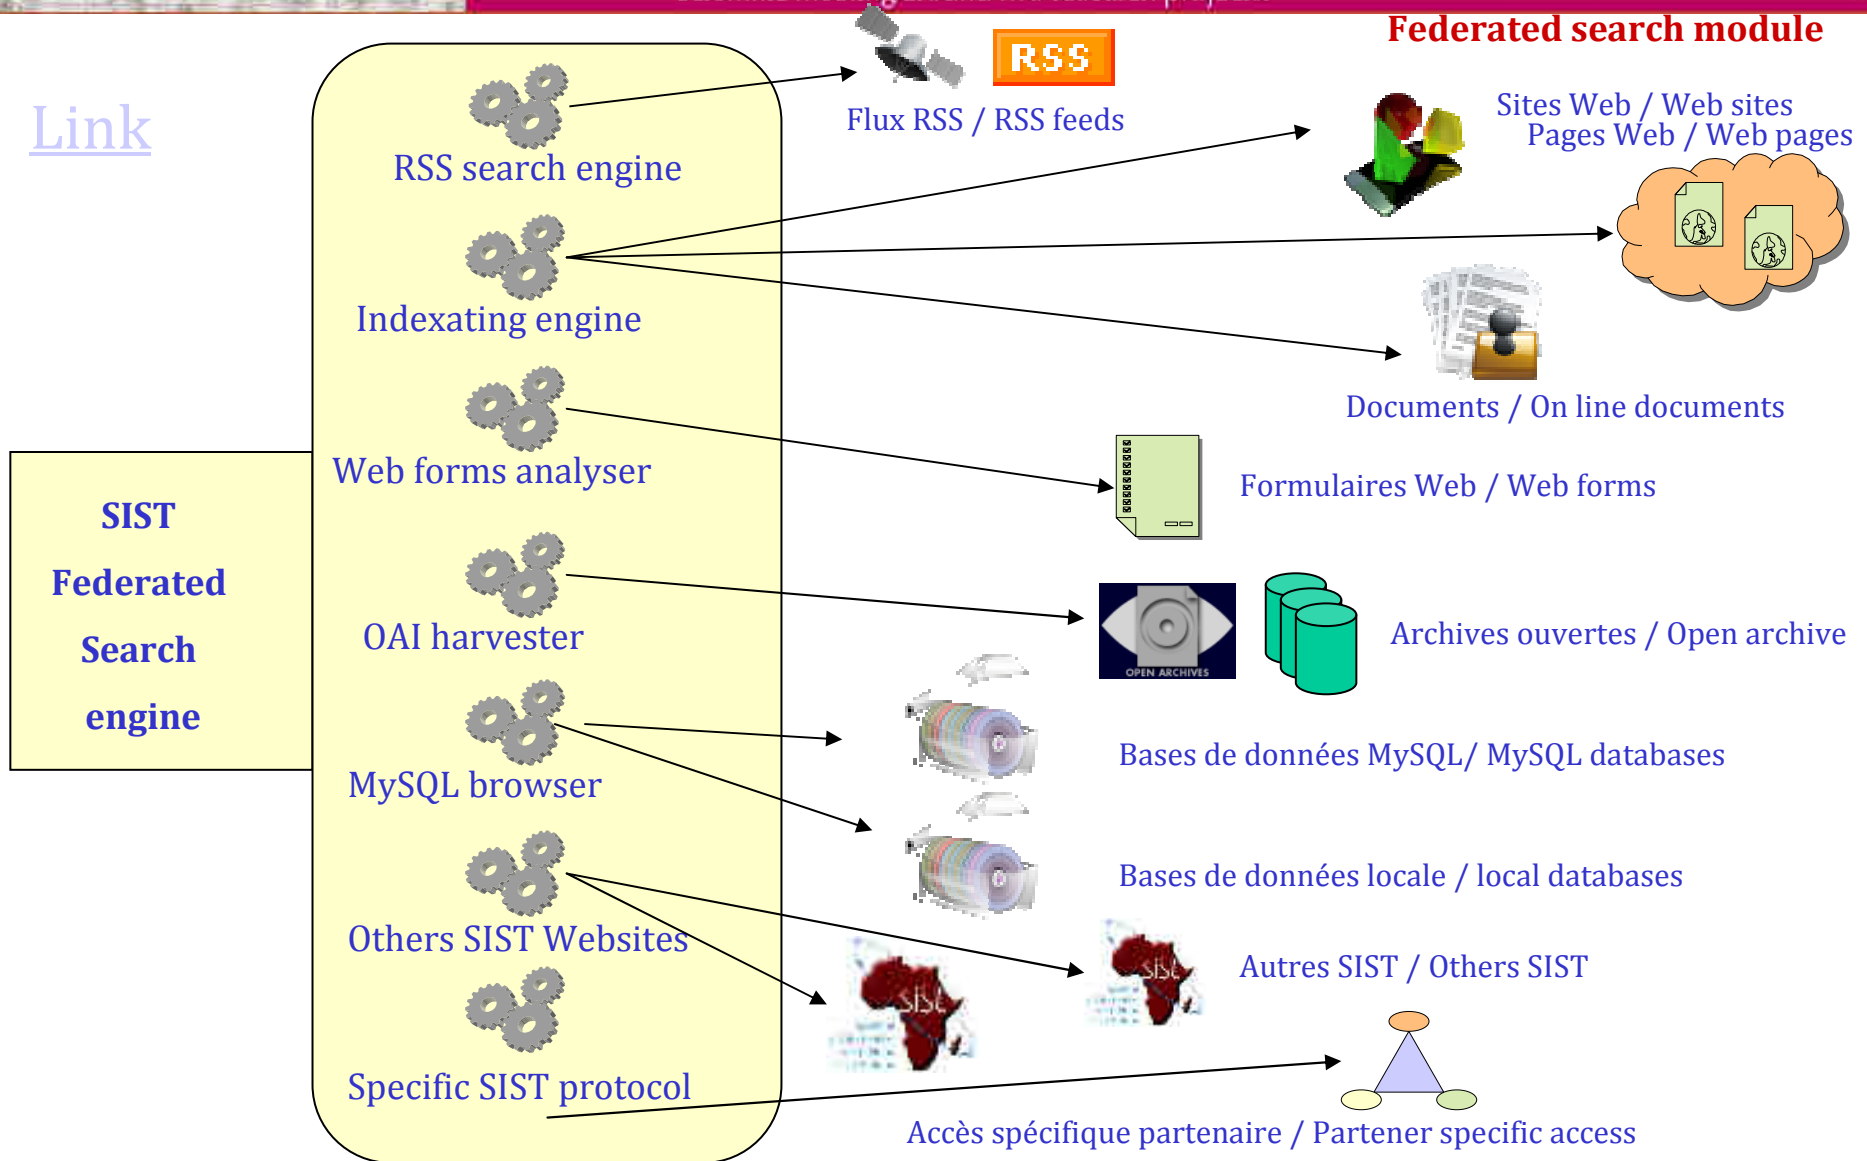 Federated search module
Link
RSS
Flux RSS / RSS feeds
Sites Web / Web sites
Pages Web / Web pages
RSS search engine
Indexating engine
Documents / On line documents
Web forms analyser
Formulaires Web / Web forms
SIST
Federated
Search
engine
OAI harvester
OPEN ARCHIVES
Archives ouvertes / Open archive
MySQL browser
Bases de données MySQL/ MySQL databases
Bases de données locale / local databases
Others SIST Websites
sist
sist
Autres SIST / Others SIST
Specific SIST protocol
Accès spécifique partenaire / Partener specific access